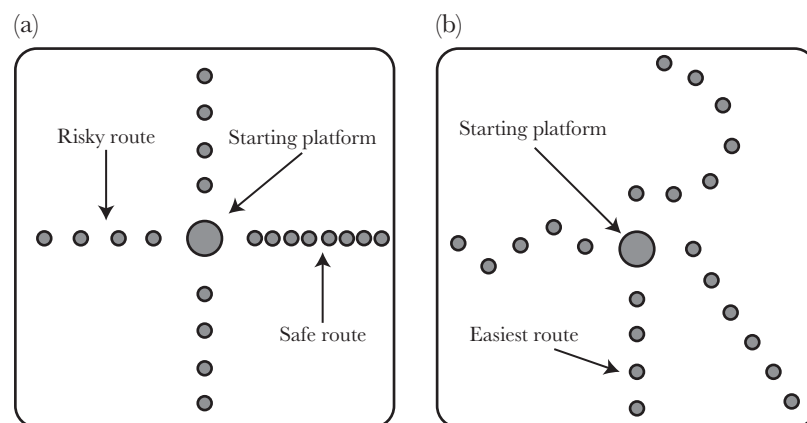 (a)
Risky route
Starting platform
Safe route
(b)
Starting platform
Easiest route